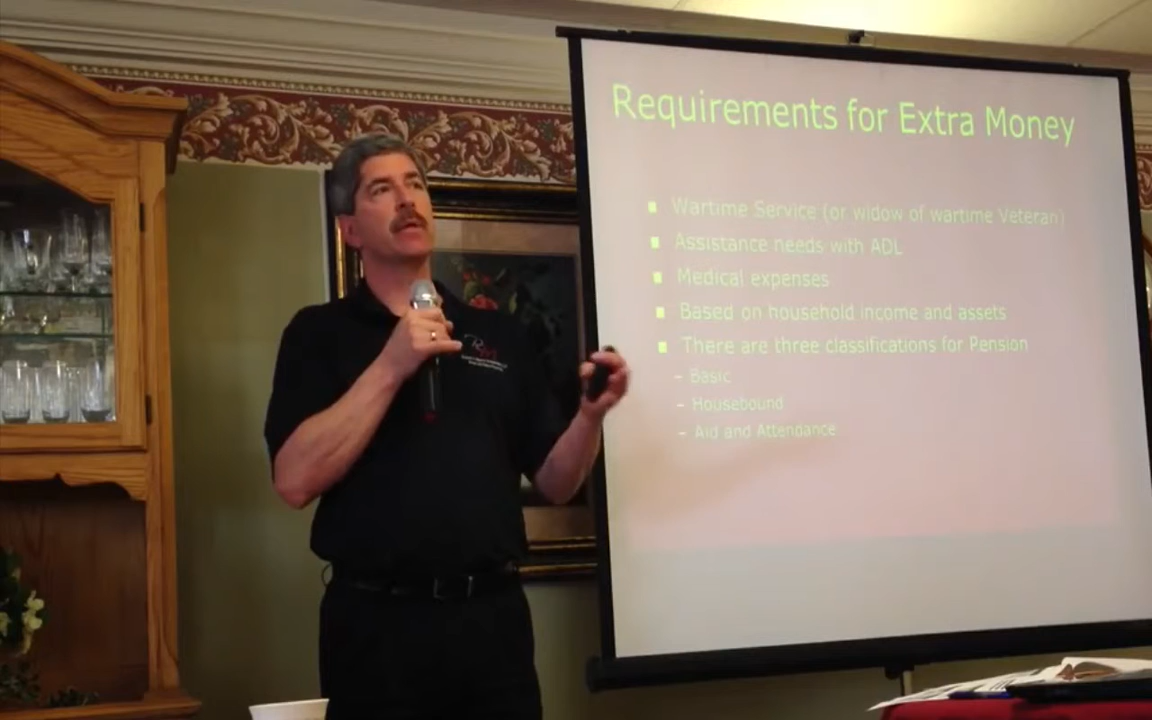 Requirements for Extra Money
▪ Wartime Service (or widow of wartime Veteran)
▪ Assistance needs with ADL
▪ Medical expenses
▪ Based on household income and assets
▪ There are three classifications for Pension
– Basic
– Housebound
– Aid and Attendance